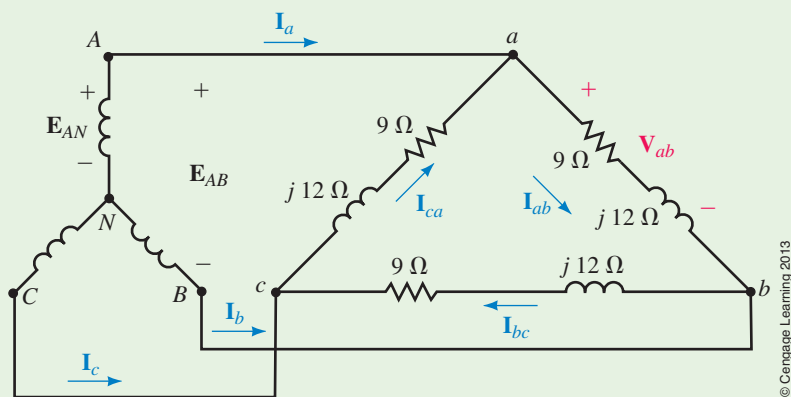 I_a
A
a
+
+
+
E_AN
9 Ω
9 Ω
V_ab
−
E_AB
j 12 Ω
I_ca
I_ab
j 12 Ω
−
N
−
C
B
c
9 Ω
j 12 Ω
b
I_b
I_bc
I_c
© Cengage Learning 2013